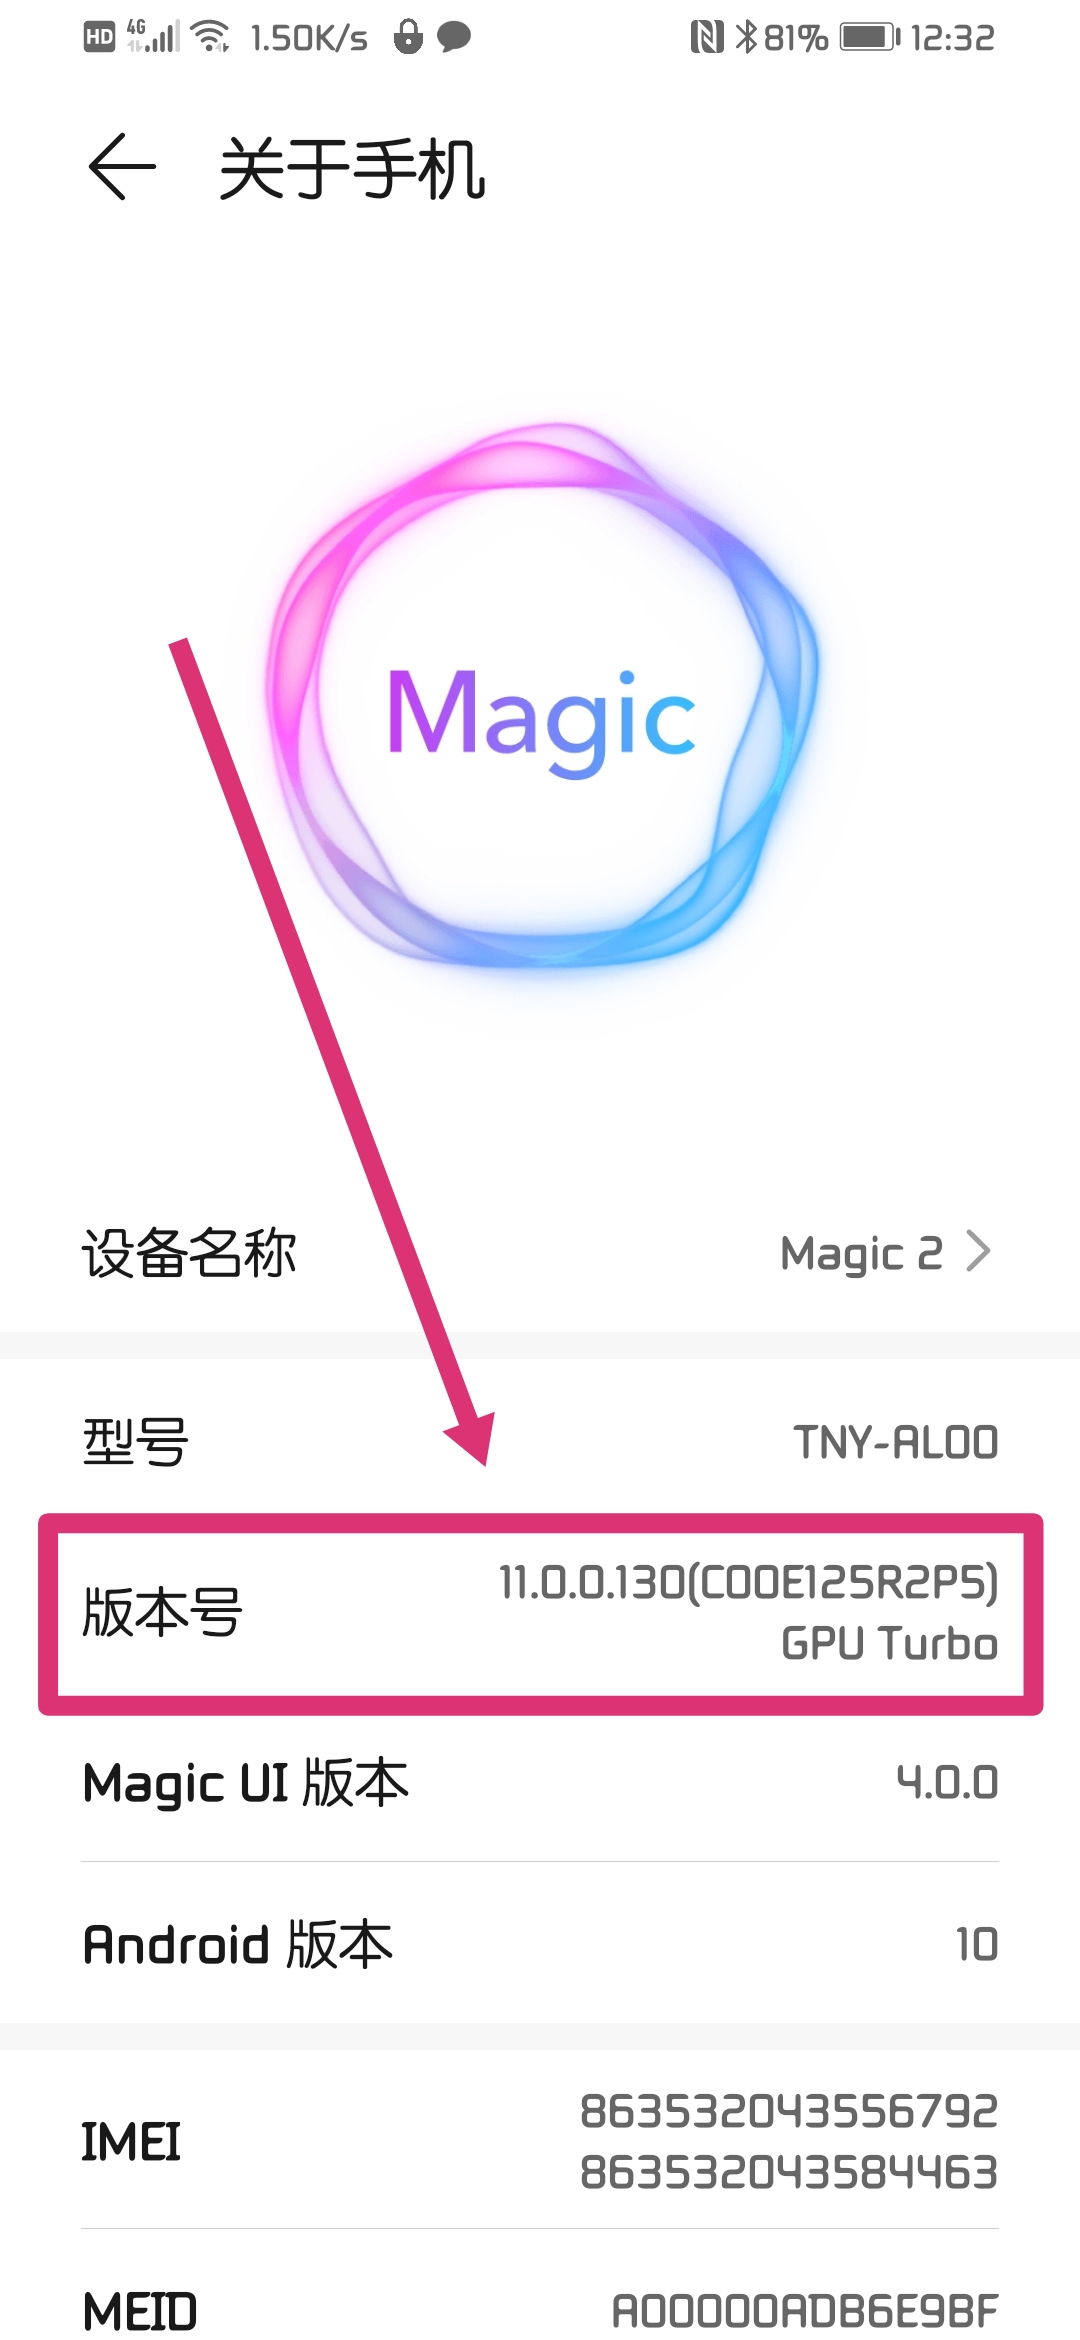 HD 4G 1.50K/s 81% 12:32
关于手机
Magic
设备名称 Magic 2
型号 TNY-AL00
版本号 11.0.0.130(C00E125R2P5)
GPU Turbo
Magic UI 版本 4.0.0
Android 版本 10
IMEI 863532043556792
863532043584463
MEID A00000ADB6E9BF